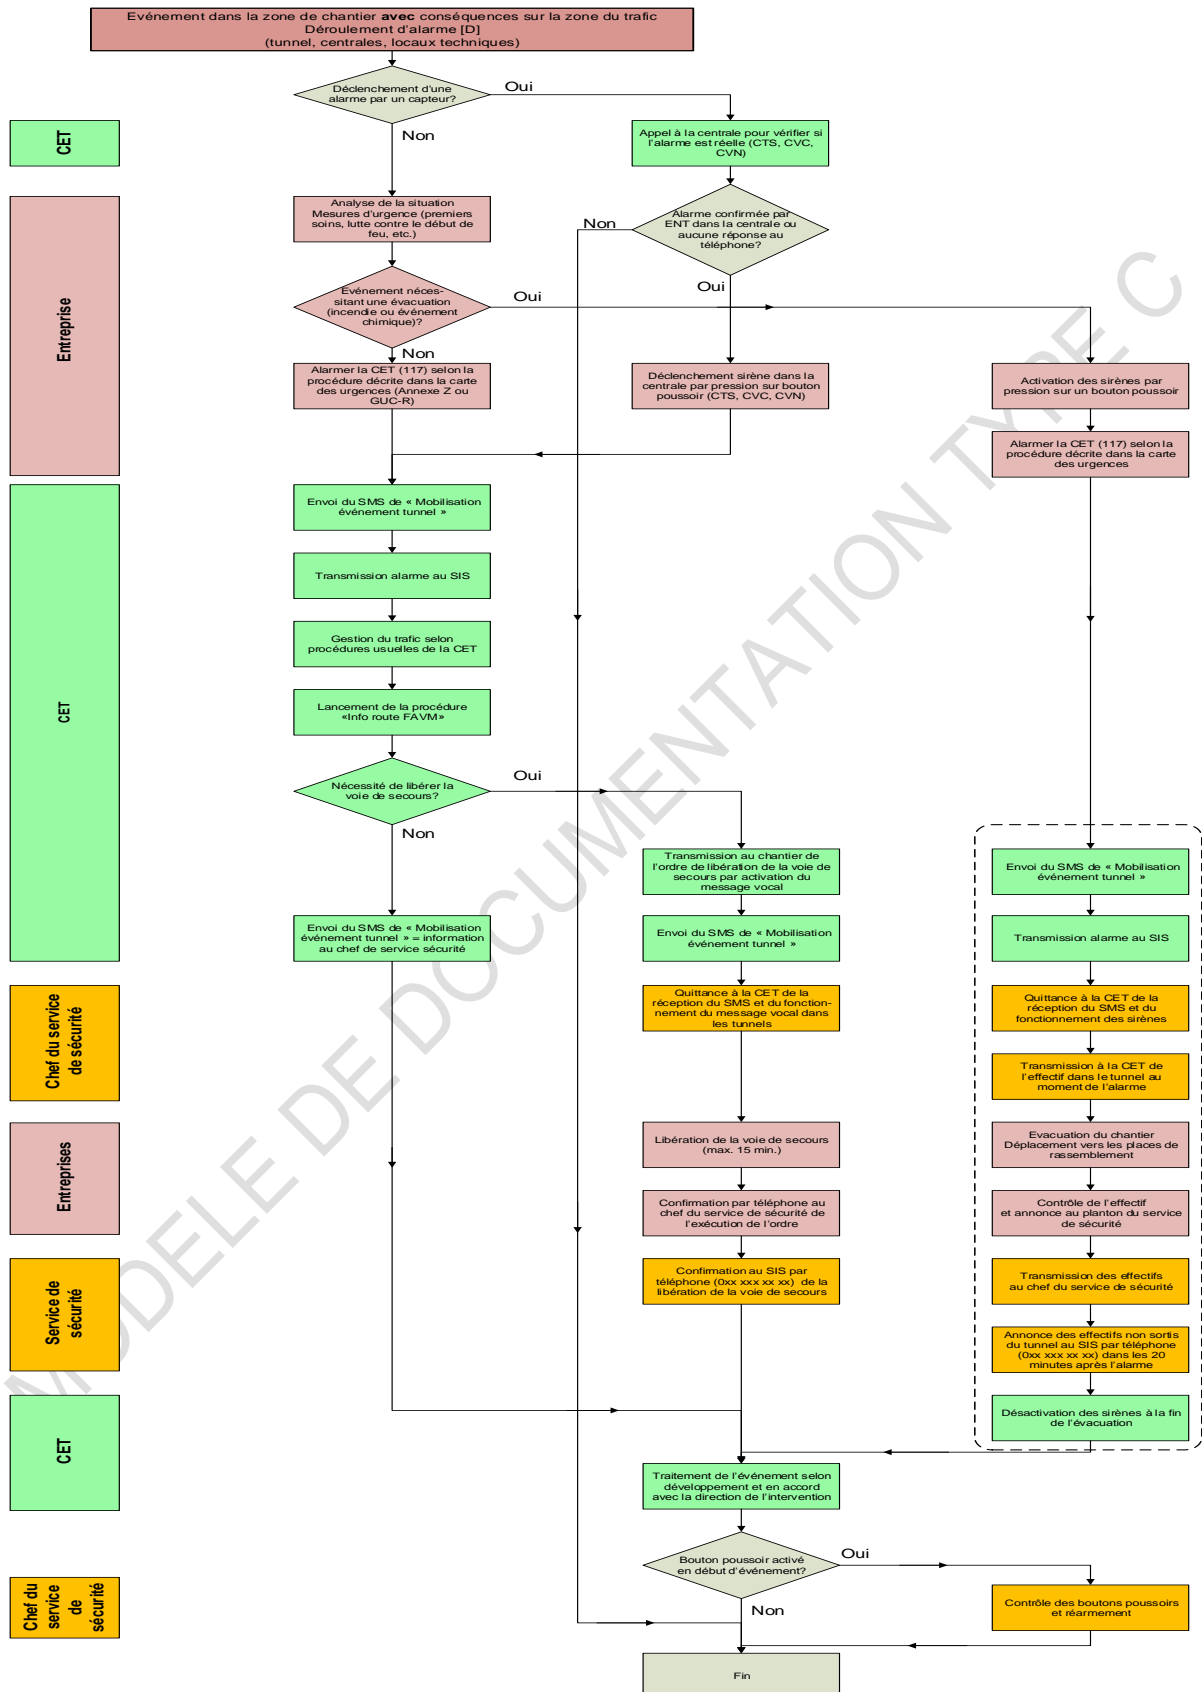 Evénement dans la zone de chantier avec conséquences sur la zone du trafic
Déroulement d'alarme [D]
(tunnel, centrales, locaux techniques)
Déclenchement d'une
alarme par un capteur?
Oui
Non
CET
Appel à la centrale pour vérifier si
l'alarme est réelle (CTS, CVC,
CVN)
Entreprise
Analyse de la situation
Mesures d'urgence (premiers
soins, lutte contre le début de
feu, etc.)
Non
Alarme confirmée par
ENT dans la centrale ou
aucune réponse au
téléphone?
Oui
Evénement néces-
sitant une évacuation
(incendie ou événement
chimique)?
Oui
Non
Alarmer la CET (117) selon la
procédure décrite dans la carte
des urgences (Annexe Z ou
GUC-R)
Déclenchement sirène dans la
centrale par pression sur bouton
poussoir (CTS, CVC, CVN)
Activation des sirènes par
pression sur un bouton poussoir
Alarmer la CET (117) selon la
procédure décrite dans la carte
des urgences
CET
Envoi du SMS de « Mobilisation
événement tunnel »
Transmission alarme au SIS
Gestion du trafic selon
procédures usuelles de la CET
Lancement de la procédure
«Info route FAVM»
Nécessité de libérer la
voie de secours?
Oui
Non
Transmission au chantier de
l'ordre de libération de la voie de
secours par activation du
message vocal
Envoi du SMS de « Mobilisation
événement tunnel »
Envoi du SMS de « Mobilisation
événement tunnel » = information
au chef de service sécurité
Envoi du SMS de « Mobilisation
événement tunnel »
Transmission alarme au SIS
Chef du service
de sécurité
Quittance à la CET de la
réception du SMS et du fonction-
nement du message vocal dans
les tunnels
Quittance à la CET de la
réception du SMS et du
fonctionnement des sirènes
Transmission à la CET de
l'effectif dans le tunnel au
moment de l'alarme
Entreprises
Libération de la voie de secours
(max. 15 min.)
Evacuation du chantier
Déplacement vers les places de
rassemblement
Confirmation par téléphone au
chef du service de sécurité de
l'exécution de l'ordre
Contrôle de l'effectif
et annonce au planton du service
de sécurité
Service de
sécurité
Confirmation au SIS par
téléphone (0xx xxx xx xx) de la
libération de la voie de secours
Transmission des effectifs
au chef du service de sécurité
Annonce des effectifs non sortis
du tunnel au SIS par téléphone
(0xx xxx xx xx) dans les 20
minutes après l'alarme
CET
Désactivation des sirènes à la fin
de l'évacuation
Traitement de l'événement selon
développement et en accord
avec la direction de l'intervention
Bouton poussoir activé
en début d'événement?
Oui
Non
Chef du
service
de
sécurité
Contrôle des boutons poussoirs
et réarmement
Fin
MODELE DE DOCUMENTATION TYPE C